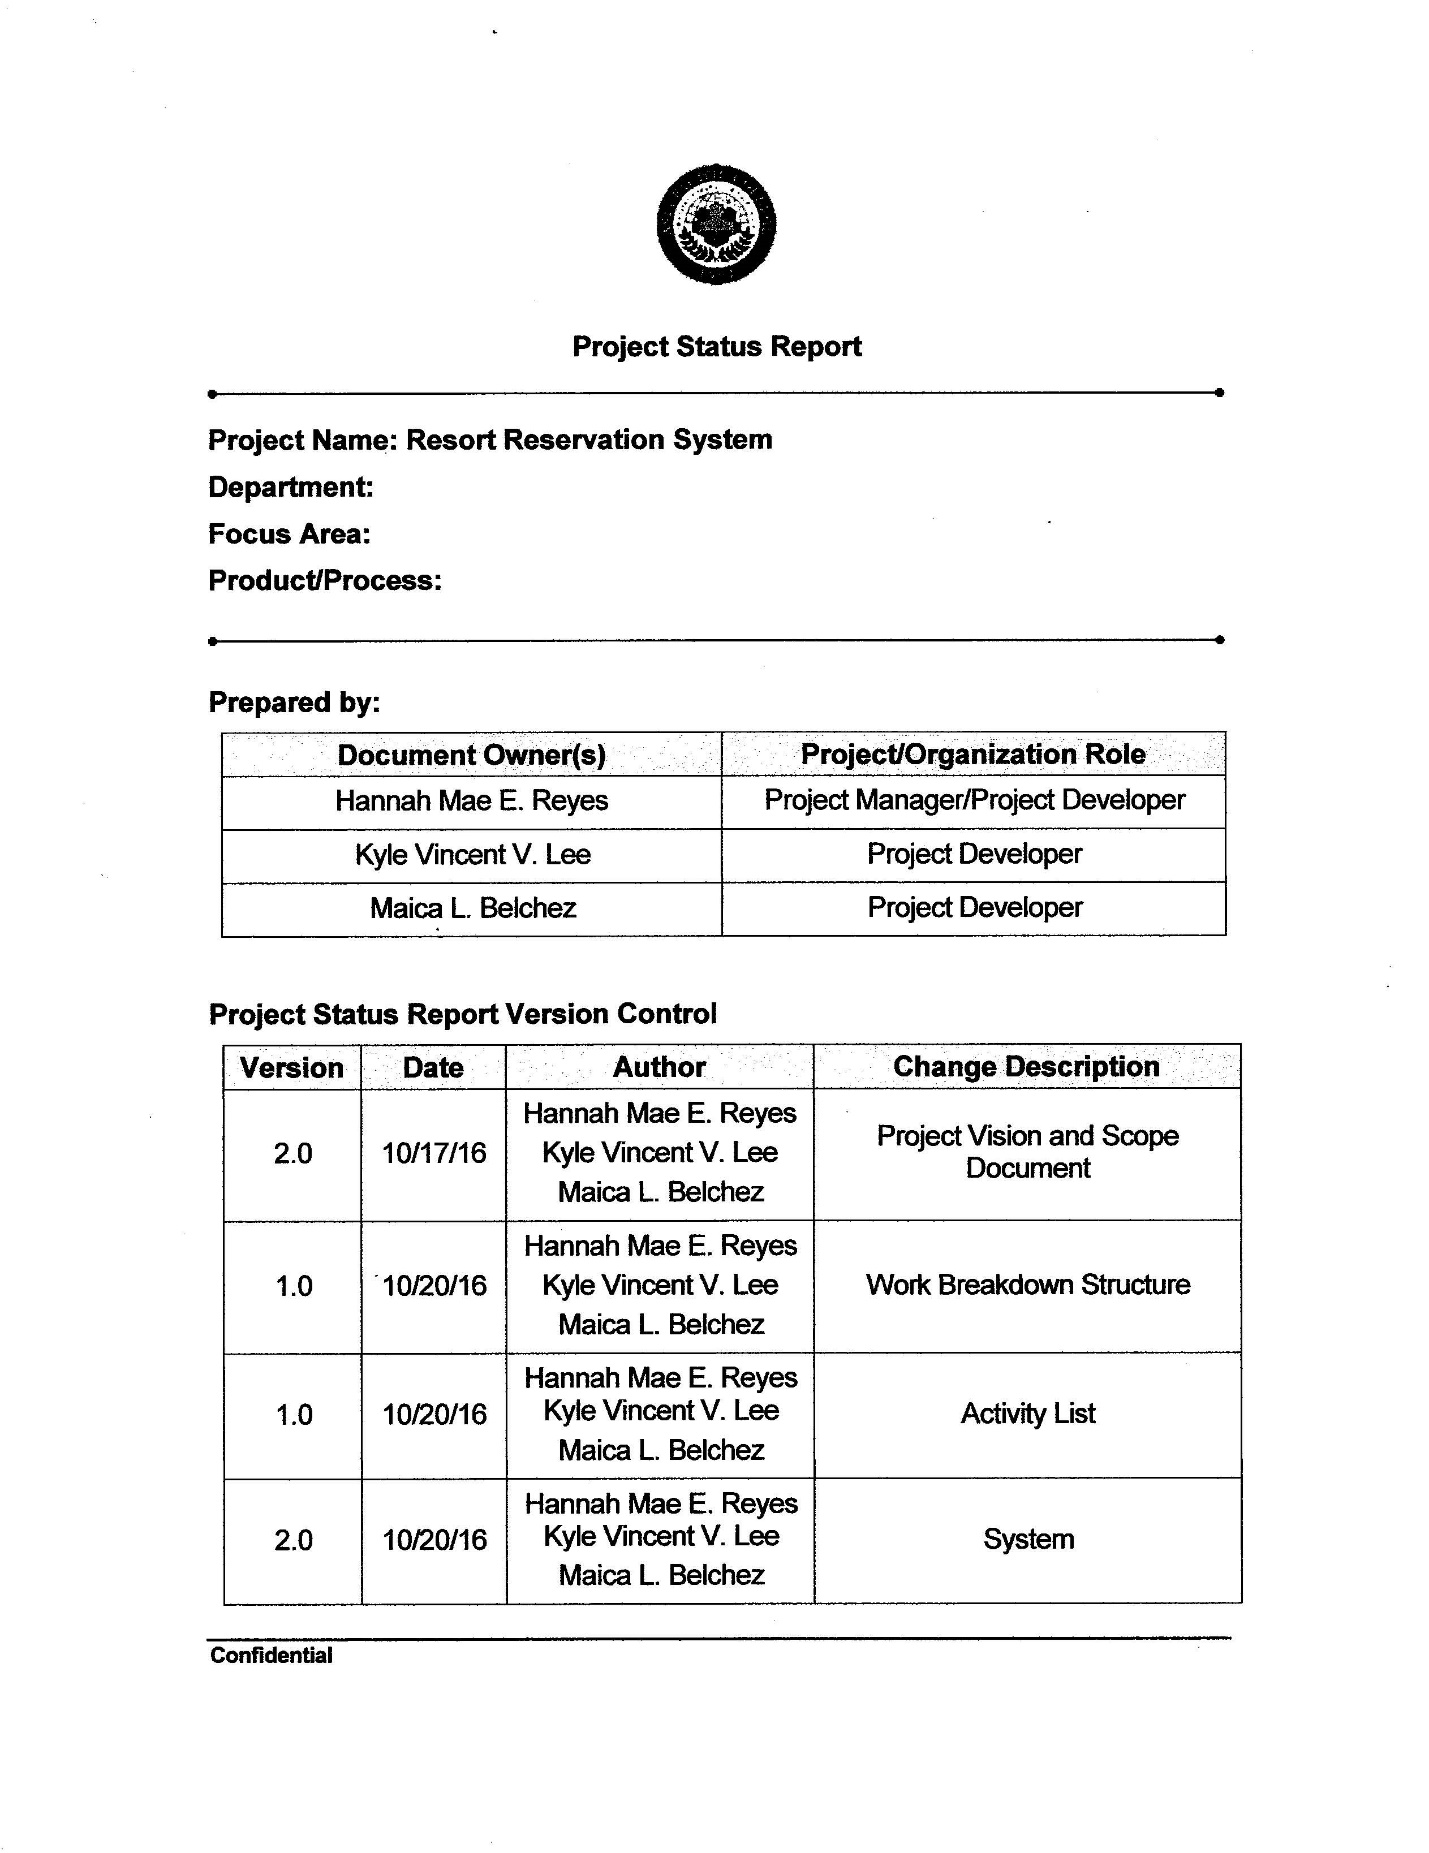 Project Status Report
Project Name: Resort Reservation System
Department:
Focus Area:
Product/Process:
Prepared by:
Document Owner(s) Project/Organization Role
Hannah Mae E. Reyes Project Manager/Project Developer
Kyle Vincent V. Lee Project Developer
Maica L. Belchez Project Developer
Project Status Report Version Control
Version Date Author Change Description
2.0 10/17/16 Hannah Mae E. Reyes
Kyle Vincent V. Lee
Maica L. Belchez
Project Vision and Scope
Document
1.0 10/20/16 Hannah Mae E. Reyes
Kyle Vincent V. Lee
Maica L. Belchez
Work Breakdown Structure
1.0 10/20/16 Hannah Mae E. Reyes
Kyle Vincent V. Lee
Maica L. Belchez
Activity List
2.0 10/20/16 Hannah Mae E. Reyes
Kyle Vincent V. Lee
Maica L. Belchez
System
Confidential